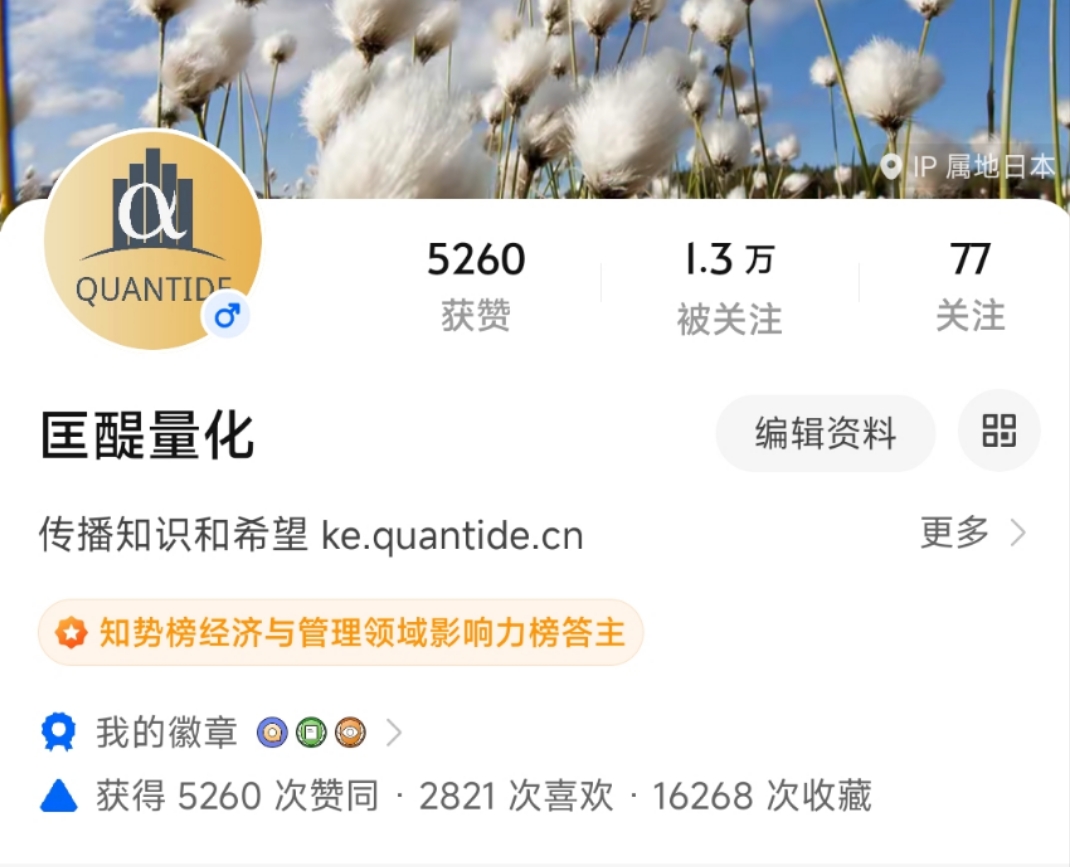 IP 属地日本
α
QUANTIDE
5260
获赞
1.3 万
被关注
77
关注
匡醍量化
编辑资料
传播知识和希望 ke.quantide.cn
更多
知势榜经济与管理领域影响力榜答主
我的徽章
获得 5260 次赞同 · 2821 次喜欢 · 16268 次收藏